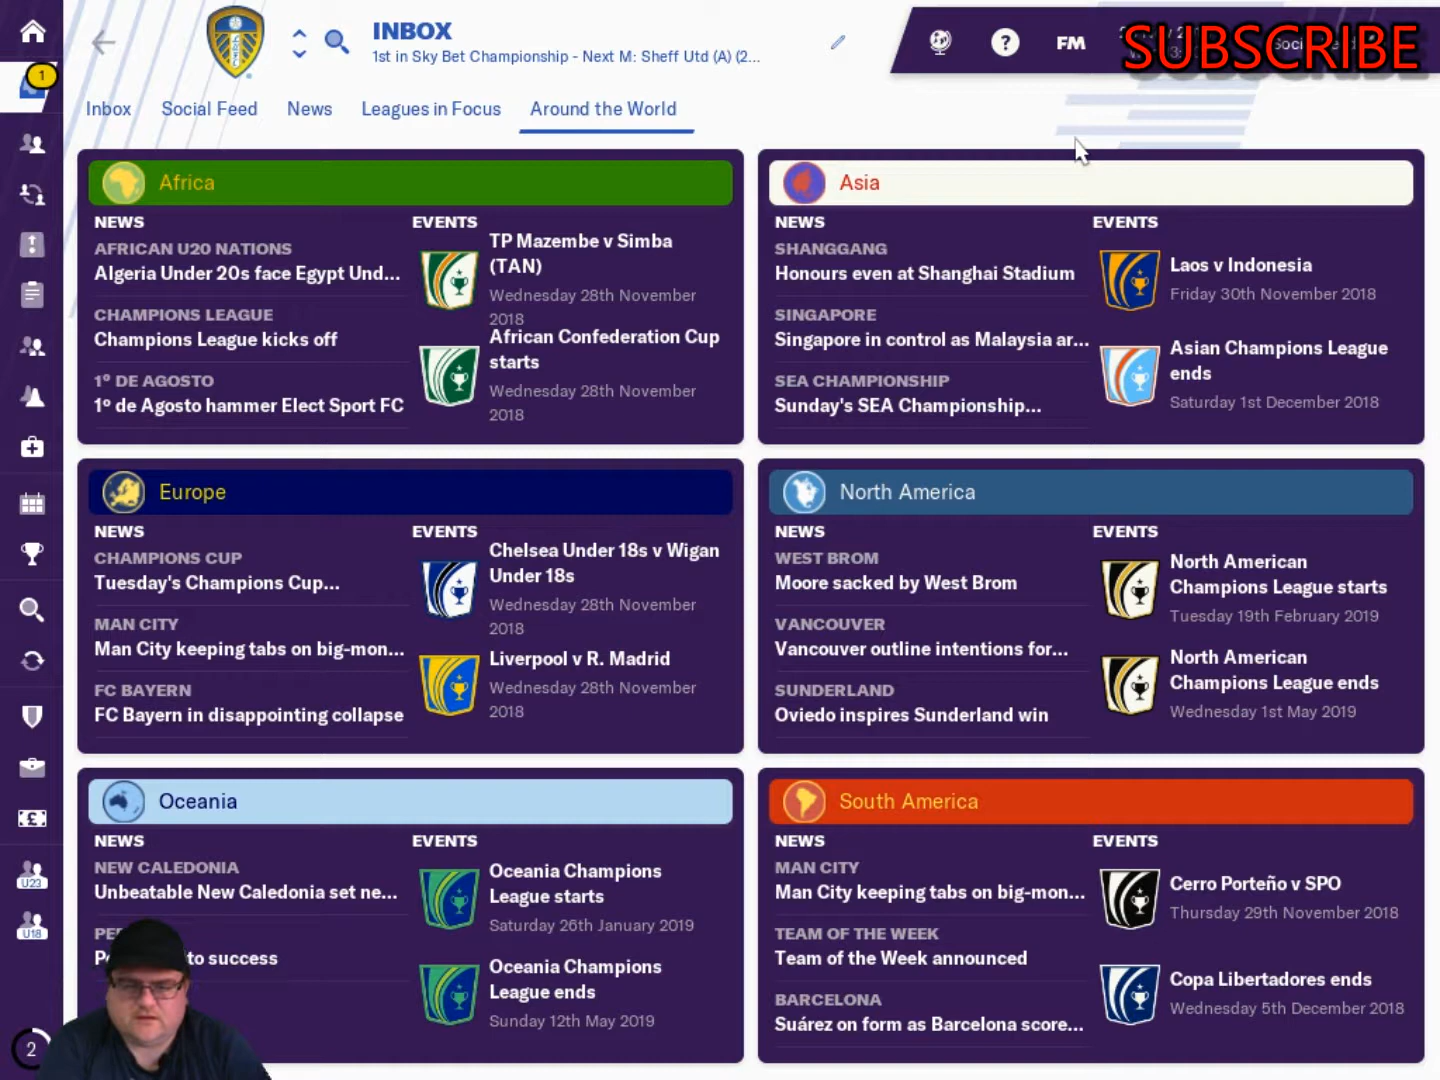 INBOX
1st in Sky Bet Championship - Next M: Sheff Utd (A) (2...
FM
SUBSCRIBE
1
Inbox
Social Feed
News
Leagues in Focus
Around the World
Africa
NEWS
AFRICAN U20 NATIONS
Algeria Under 20s face Egypt Und...
CHAMPIONS LEAGUE
Champions League kicks off
1º DE AGOSTO
1º de Agosto hammer Elect Sport FC
EVENTS
TP Mazembe v Simba
(TAN)
Wednesday 28th November
2018
African Confederation Cup
starts
Wednesday 28th November
2018
Asia
NEWS
SHANGGANG
Honours even at Shanghai Stadium
SINGAPORE
Singapore in control as Malaysia ar...
SEA CHAMPIONSHIP
Sunday's SEA Championship...
EVENTS
Laos v Indonesia
Friday 30th November 2018
Asian Champions League
ends
Saturday 1st December 2018
Europe
NEWS
CHAMPIONS CUP
Tuesday's Champions Cup...
MAN CITY
Man City keeping tabs on big-mon...
FC BAYERN
FC Bayern in disappointing collapse
EVENTS
Chelsea Under 18s v Wigan
Under 18s
Wednesday 28th November
2018
Liverpool v R. Madrid
Wednesday 28th November
2018
North America
NEWS
WEST BROM
Moore sacked by West Brom
VANCOUVER
Vancouver outline intentions for...
SUNDERLAND
Oviedo inspires Sunderland win
EVENTS
North American
Champions League starts
Tuesday 19th February 2019
North American
Champions League ends
Wednesday 1st May 2019
Oceania
NEWS
NEW CALEDONIA
Unbeatable New Caledonia set ne...
to success
EVENTS
Oceania Champions
League starts
Saturday 26th January 2019
Oceania Champions
League ends
Sunday 12th May 2019
South America
NEWS
MAN CITY
Man City keeping tabs on big-mon...
TEAM OF THE WEEK
Team of the Week announced
BARCELONA
Suárez on form as Barcelona score...
EVENTS
Cerro Porteño v SPO
Thursday 29th November 2018
Copa Libertadores ends
Wednesday 5th December 2018
U23
U18
2